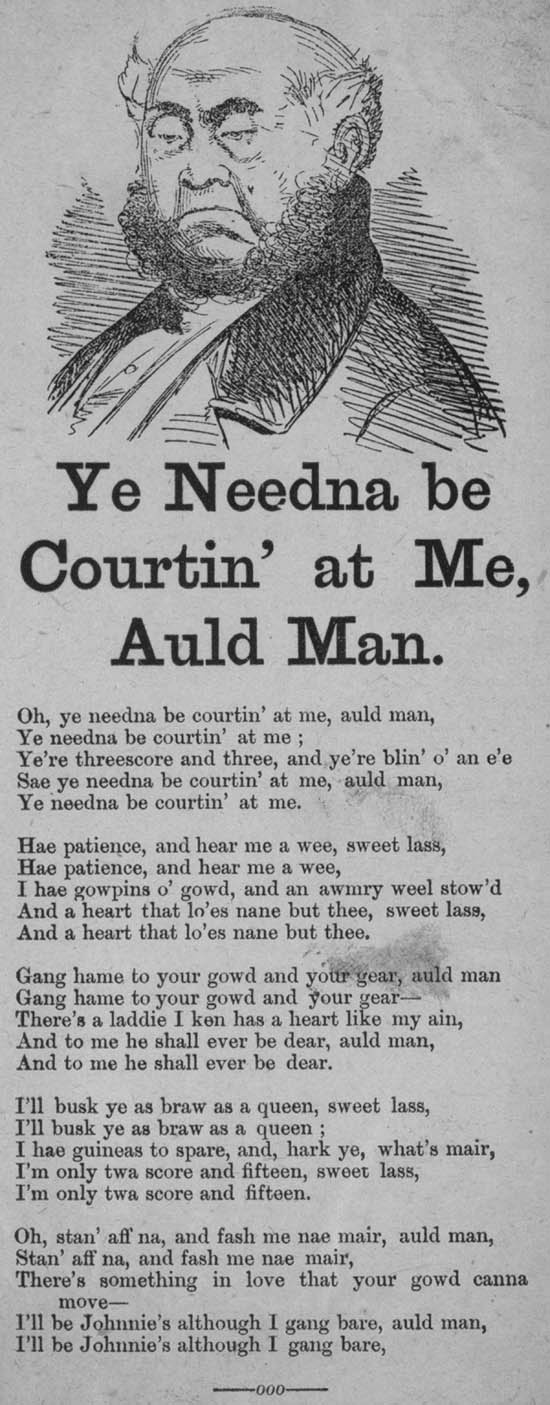 Ye Needna be
Courtin' at Me,
Auld Man.
Oh, ye needna be courtin' at me, auld man,
Ye needna be courtin' at me ;
Ye're threescore and three, and ye're blin' o' an e'e
Sae ye needna be courtin' at me, auld man,
Ye needna be courtin' at me.
Hae patience, and hear me a wee, sweet lass,
Hae patience, and hear me a wee,
I hae gowpins o' gowd, and an awmry weel stow'd
And a heart that lo'es nane but thee, sweet lass,
And a heart that lo'es nane but thee.
Gang hame to your gowd and your gear, auld man
Gang hame to your gowd and your gear—
There's a laddie I ken has a heart like my ain,
And to me he shall ever be dear, auld man,
And to me he shall ever be dear.
I'll busk ye as braw as a queen, sweet lass,
I'll busk ye as braw as a queen ;
I hae guineas to spare, and, hark ye, what's mair,
I'm only twa score and fifteen, sweet lass,
I'm only twa score and fifteen.
Oh, stan' aff na, and fash me nae mair, auld man,
Stan' aff na, and fash me nae mair,
There's something in love that your gowd canna
move—
I'll be Johnnie's although I gang bare, auld man,
I'll be Johnnie's although I gang bare,
——ooo——